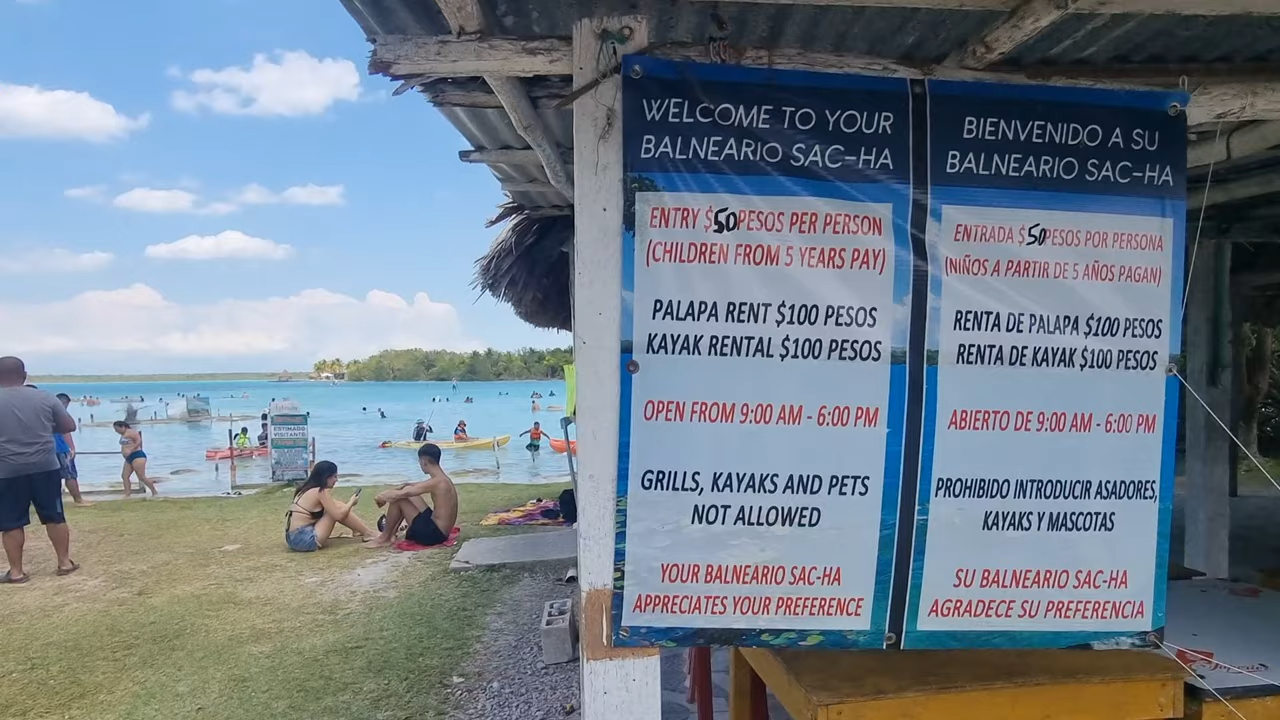 WELCOME TO YOUR
BALNEARIO SAC-HA
ENTRY $50 PESOS PER PERSON
(CHILDREN FROM 5 YEARS PAY)
PALAPA RENT $100 PESOS
KAYAK RENTAL $100 PESOS
OPEN FROM 9:00 AM - 6:00 PM
GRILLS, KAYAKS AND PETS
NOT ALLOWED
YOUR BALNEARIO SAC-HA
APPRECIATES YOUR PREFERENCE
BIENVENIDO A SU
BALNEARIO SAC-HA
ENTRADA $50 PESOS POR PERSONA
(NIÑOS A PARTIR DE 5 AÑOS PAGAN)
RENTA DE PALAPA $100 PESOS
RENTA DE KAYAK $100 PESOS
ABIERTO DE 9:00 AM - 6:00 PM
PROHIBIDO INTRODUCIR ASADORES,
KAYAKS Y MASCOTAS
SU BALNEARIO SAC-HA
AGRADECE SU PREFERENCIA
ESTIMADO
VISITANTE